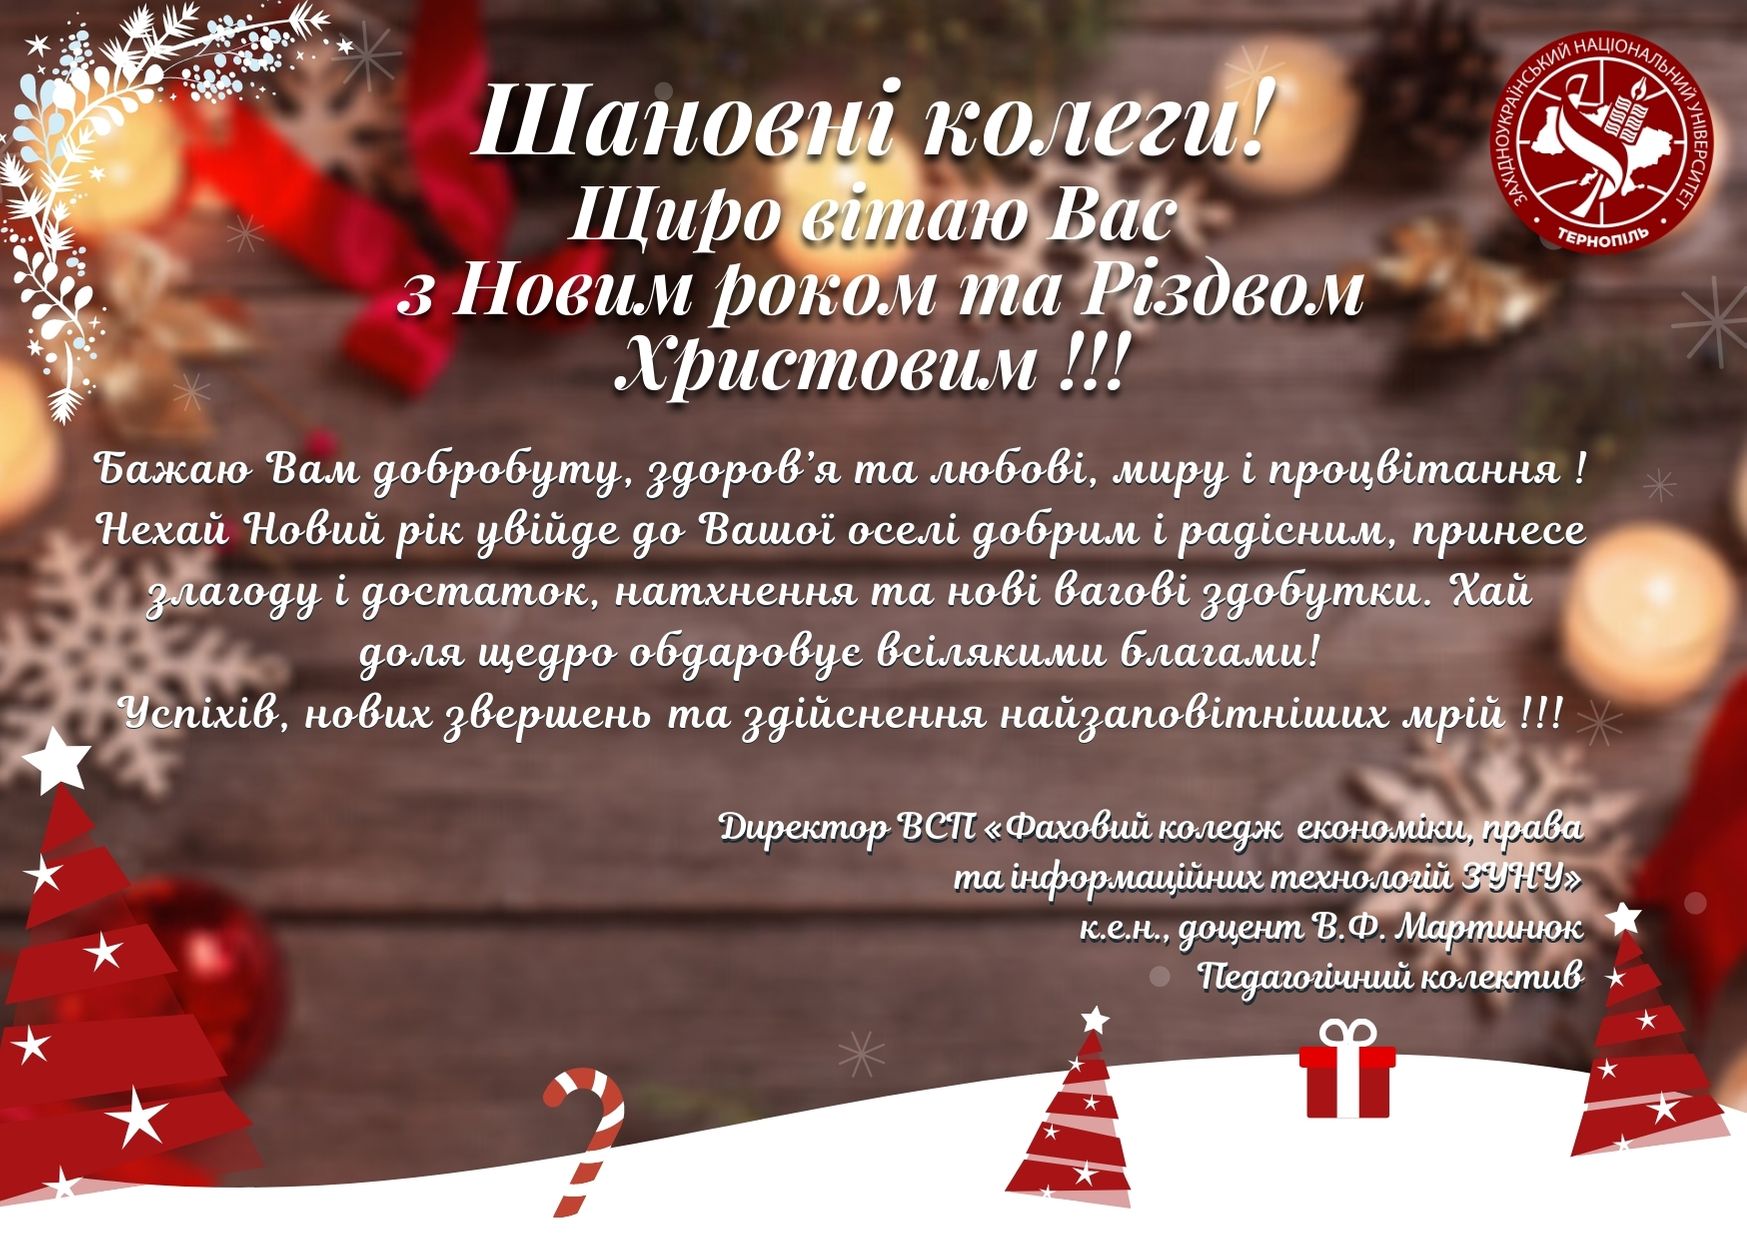 Шановні колеги!
Щиро вітаю Вас
з Новим роком та Різдвом
Христовим !!!
ЗАХІДНОУКРАЇНСЬКИЙ НАЦІОНАЛЬНИЙ УНІВЕРСИТЕТ
• ТЕРНОПІЛЬ •
Бажаю Вам добробуту, здоров’я та любові, миру і процвітання !
Нехай Новий рік увійде до Вашої оселі добрим і радісним, принесе
злагоду і достаток, натхнення та нові вагові здобутки. Хай
доля щедро обдаровує всілякими благами!
Успіхів, нових звершень та здійснення найзаповітніших мрій !!!
Директор ВСП «Фаховий коледж економіки, права
та інформаційних технологій ЗУНУ»
к.е.н., доцент В.Ф. Мартинюк
Педагогічний колектив